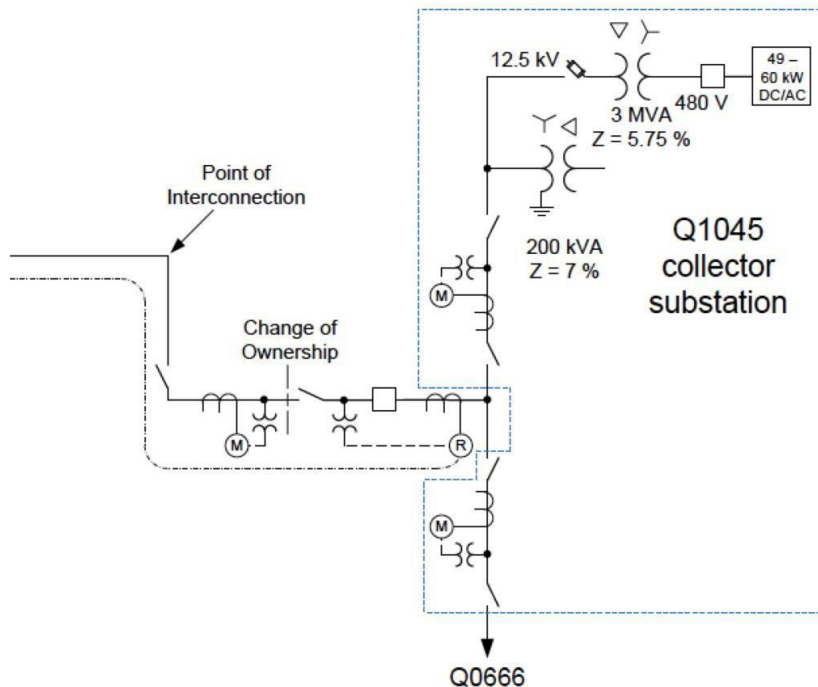 12.5 kV
49 –
60 kW
DC/AC
480 V
3 MVA
Z = 5.75 %
Point of
Interconnection
200 kVA
Z = 7 %
Q1045
collector
substation
M
Change of
Ownership
M
R
M
Q0666